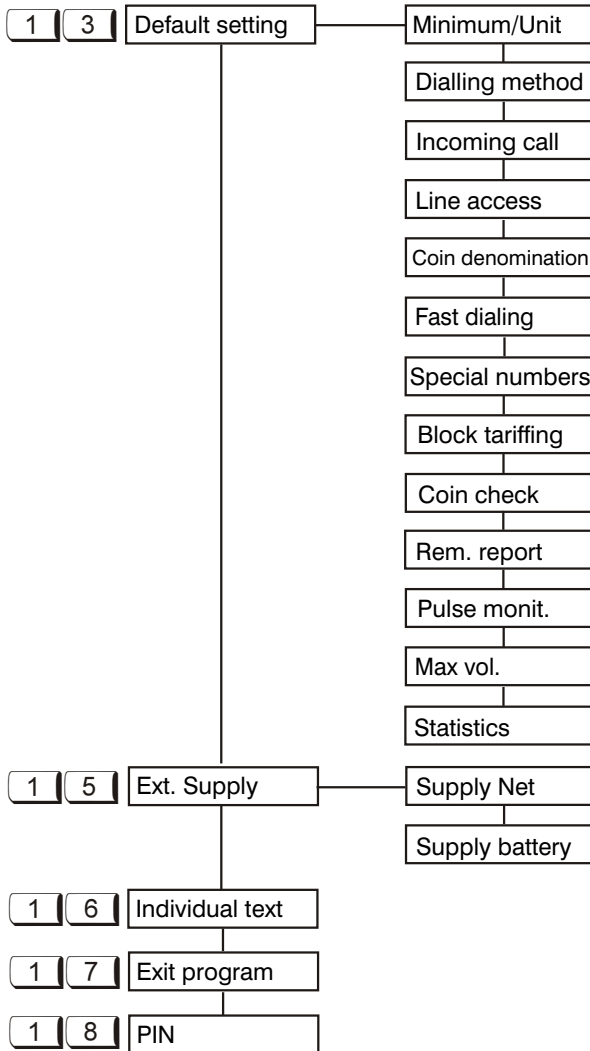 1 3 Default setting Minimum/Unit
Dialling method
Incoming call
Line access
Coin denomination
Fast dialing
Special numbers
Block tariffing
Coin check
Rem. report
Pulse monit.
Max vol.
Statistics
1 5 Ext. Supply Supply Net
Supply battery
1 6 Individual text
1 7 Exit program
1 8 PIN